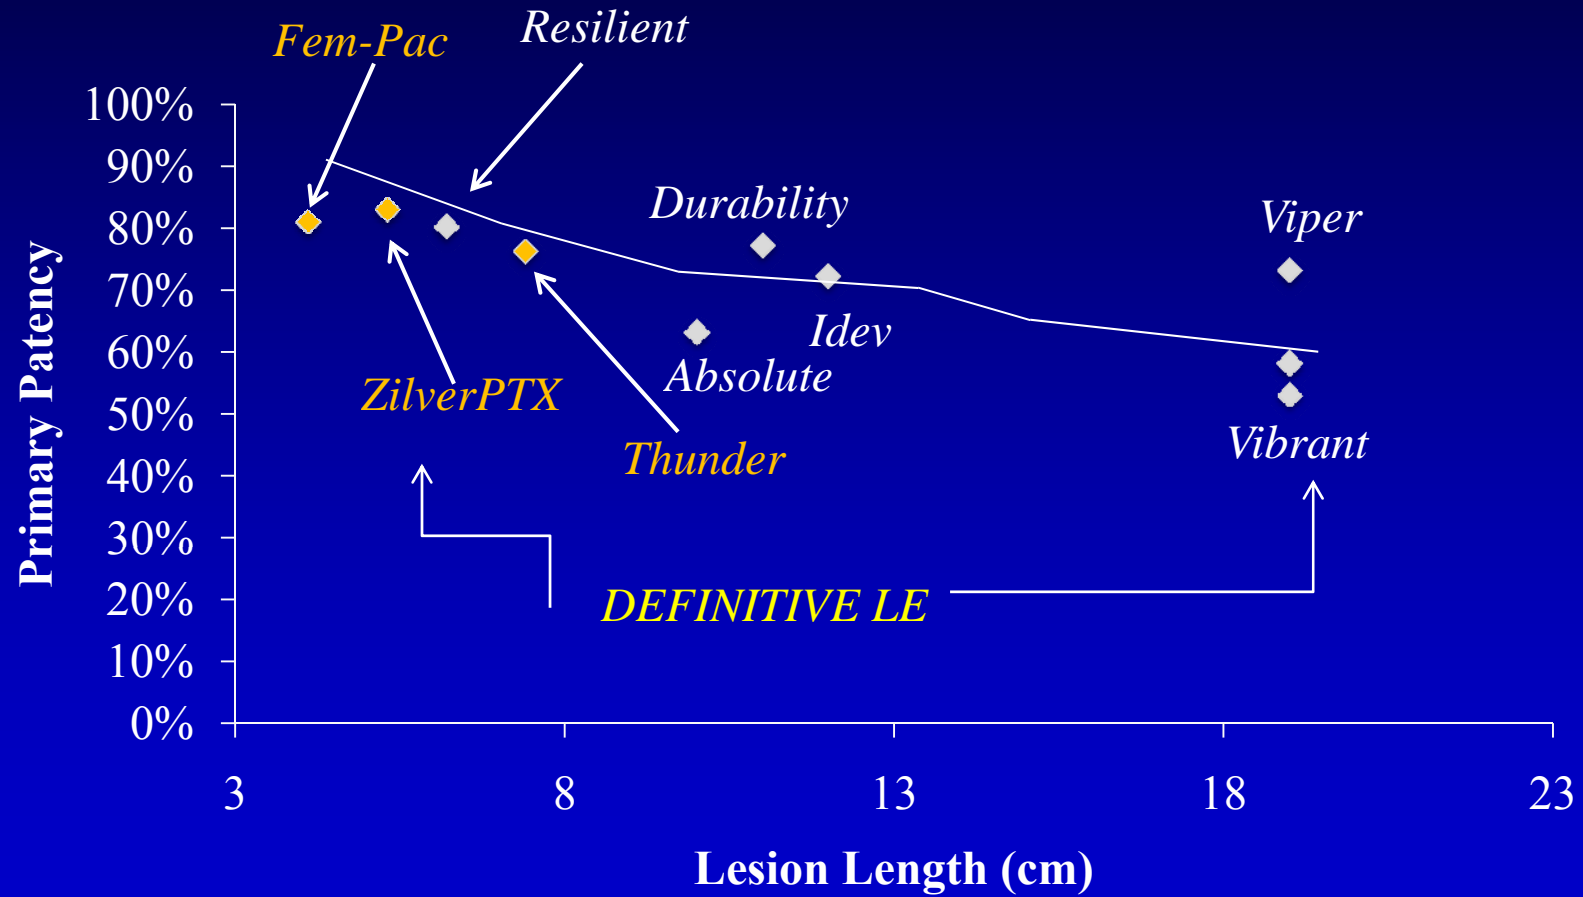 Fem-Pac
Resilient
100%
90%
80%
70%
60%
50%
40%
30%
20%
10%
0%
Primary Patency
Durability
Viper
Idev
Absolute
ZilverPTX
Thunder
Vibrant
DEFINITIVE LE
3 8 13 18 23
Lesion Length (cm)